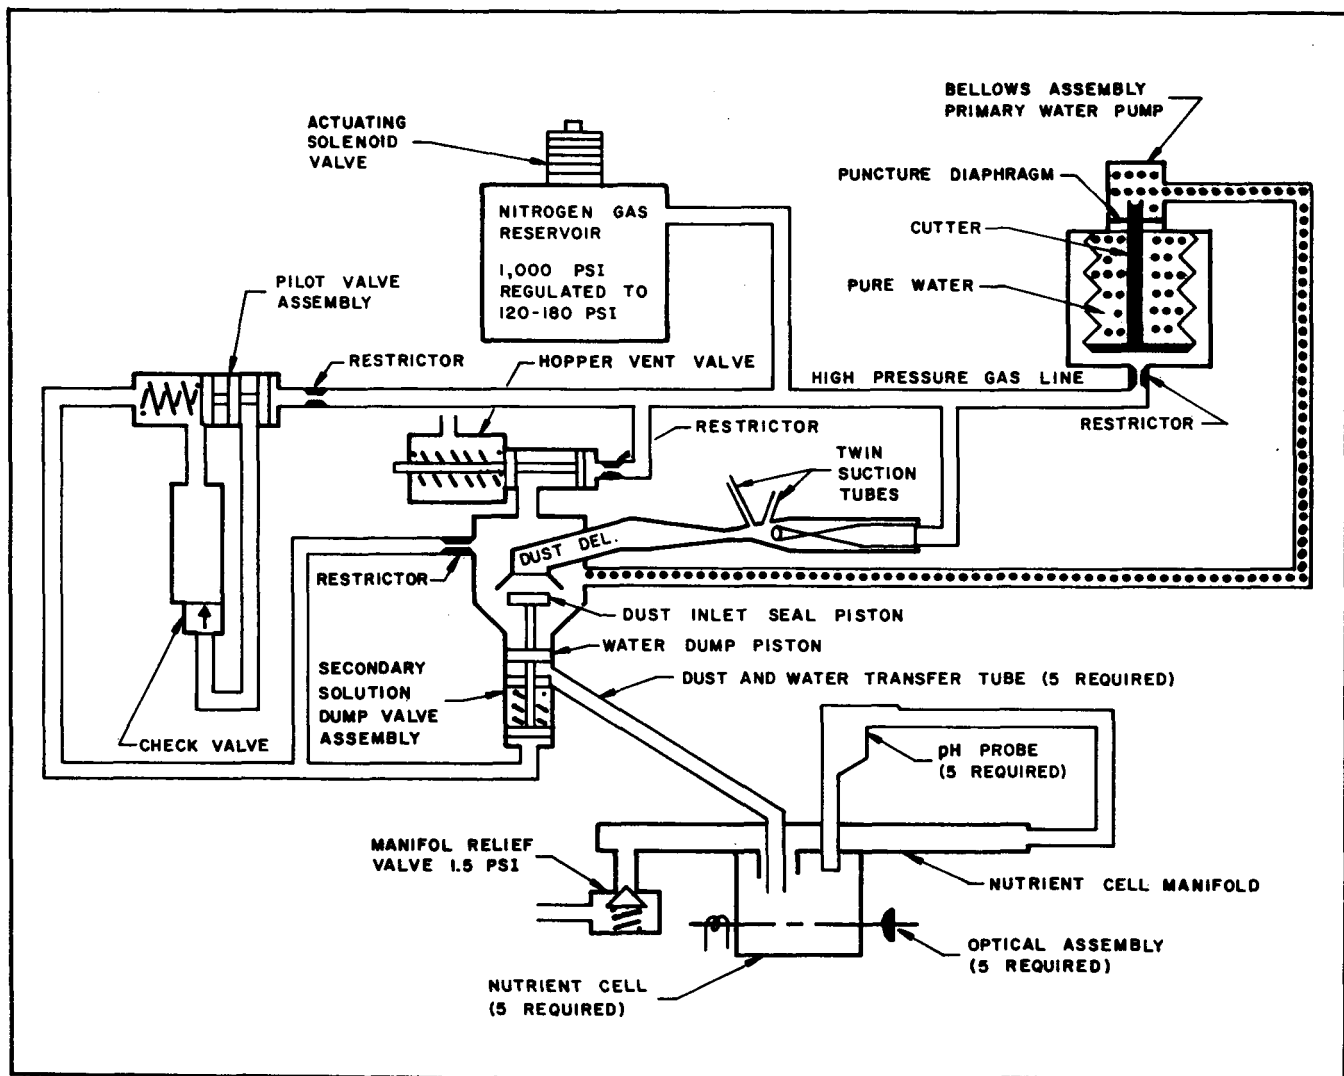 BELLOWS ASSEMBLY
PRIMARY WATER PUMP
ACTUATING
SOLENOID
VALVE
PUNCTURE DIAPHRAGM
NITROGEN GAS
RESERVOIR
1,000 PSI
REGULATED TO
120-180 PSI
CUTTER
PURE WATER
PILOT VALVE
ASSEMBLY
RESTRICTOR
HOPPER VENT VALVE
HIGH PRESSURE GAS LINE
RESTRICTOR
RESTRICTOR
TWIN
SUCTION
TUBES
DUST DEL.
RESTRICTOR
DUST INLET SEAL PISTON
WATER DUMP PISTON
SECONDARY
SOLUTION
DUMP VALVE
ASSEMBLY
DUST AND WATER TRANSFER TUBE (5 REQUIRED)
CHECK VALVE
pH PROBE
(5 REQUIRED)
MANIFOL RELIEF
VALVE 1.5 PSI
NUTRIENT CELL MANIFOLD
OPTICAL ASSEMBLY
(5 REQUIRED)
NUTRIENT CELL
(5 REQUIRED)